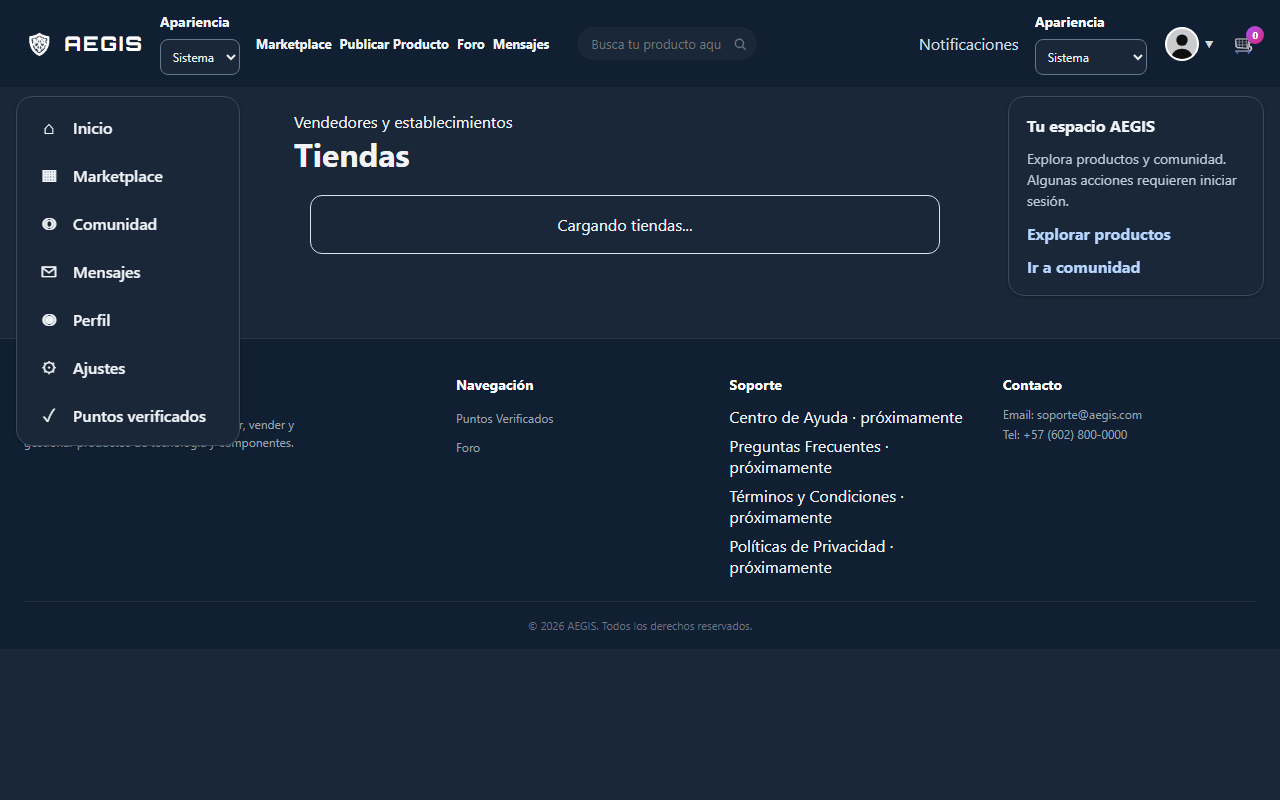 AEGIS
Apariencia
Sistema
Marketplace Publicar Producto Foro Mensajes
Busca tu producto aqu
Notificaciones
Apariencia
Sistema
0
Inicio
Marketplace
Comunidad
Mensajes
Perfil
Ajustes
Puntos verificados
Vendedores y establecimientos
Tiendas
Cargando tiendas...
Tu espacio AEGIS
Explora productos y comunidad.
Algunas acciones requieren iniciar
sesión.
Explorar productos
Ir a comunidad
vender y
componentes.
Navegación
Puntos Verificados
Foro
Soporte
Centro de Ayuda · próximamente
Preguntas Frecuentes ·
próximamente
Términos y Condiciones ·
próximamente
Políticas de Privacidad ·
próximamente
Contacto
Email: soporte@aegis.com
Tel: +57 (602) 800-0000
© 2026 AEGIS. Todos los derechos reservados.